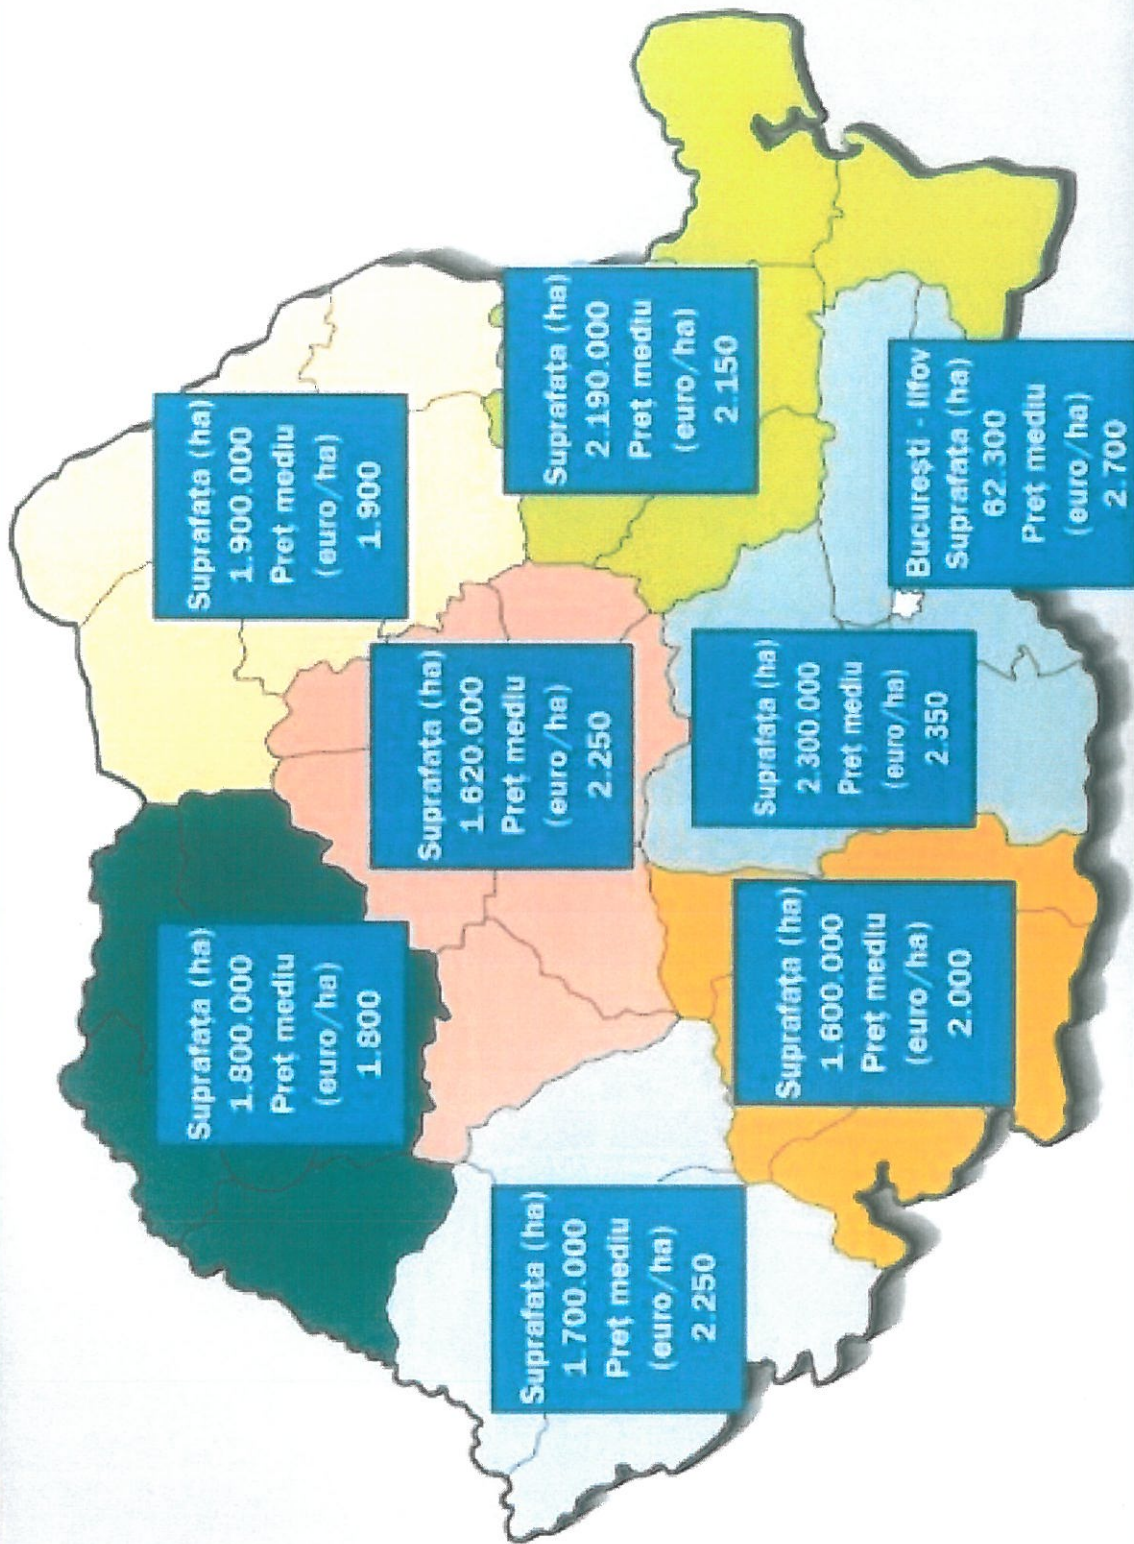 Suprafața (ha)
1.800.000
Preț mediu
(euro/ha)
1.800
Suprafața (ha)
1.900.000
Preț mediu
(euro/ha)
1.900
Suprafața (ha)
1.620.000
Preț mediu
(euro/ha)
2.250
Suprafața (ha)
1.700.000
Preț mediu
(euro/ha)
2.250
Suprafața (ha)
2.190.000
Preț mediu
(euro/ha)
2.150
Suprafața (ha)
2.300.000
Preț mediu
(euro/ha)
2.350
Suprafața (ha)
1.600.000
Preț mediu
(euro/ha)
2.000
București - Ilfov
Suprafața (ha)
62.300
Preț mediu
(euro/ha)
2.700